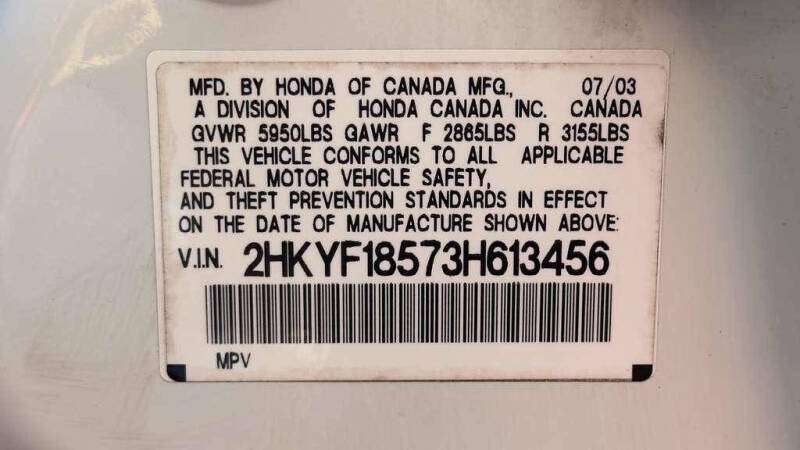 MFD. BY HONDA OF CANADA MFG., 07/03
A DIVISION OF HONDA CANADA INC. CANADA
GVWR 5950LBS GAWR F 2865LBS R 3155LBS
THIS VEHICLE CONFORMS TO ALL APPLICABLE
FEDERAL MOTOR VEHICLE SAFETY,
AND THEFT PREVENTION STANDARDS IN EFFECT
ON THE DATE OF MANUFACTURE SHOWN ABOVE:
V.I.N. 2HKYF18573H613456
MPV